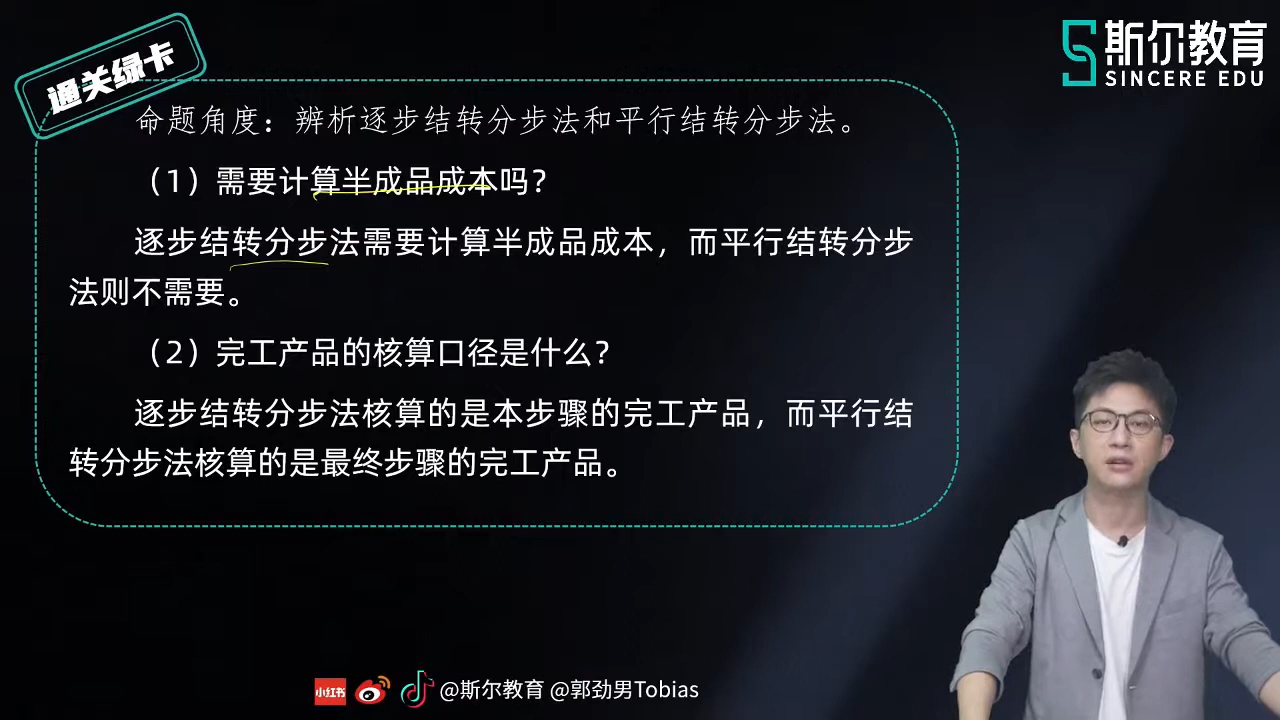 通关绿卡
斯尔教育
SINCERE EDU
命题角度：辨析逐步结转分步法和平行结转分步法。
（1）需要计算半成品成本吗？
逐步结转分步法需要计算半成品成本，而平行结转分步
法则不需要。
（2）完工产品的核算口径是什么？
逐步结转分步法核算的是本步骤的完工产品，而平行结
转分步法核算的是最终步骤的完工产品。
小红书
@斯尔教育 @郭劲男Tobias